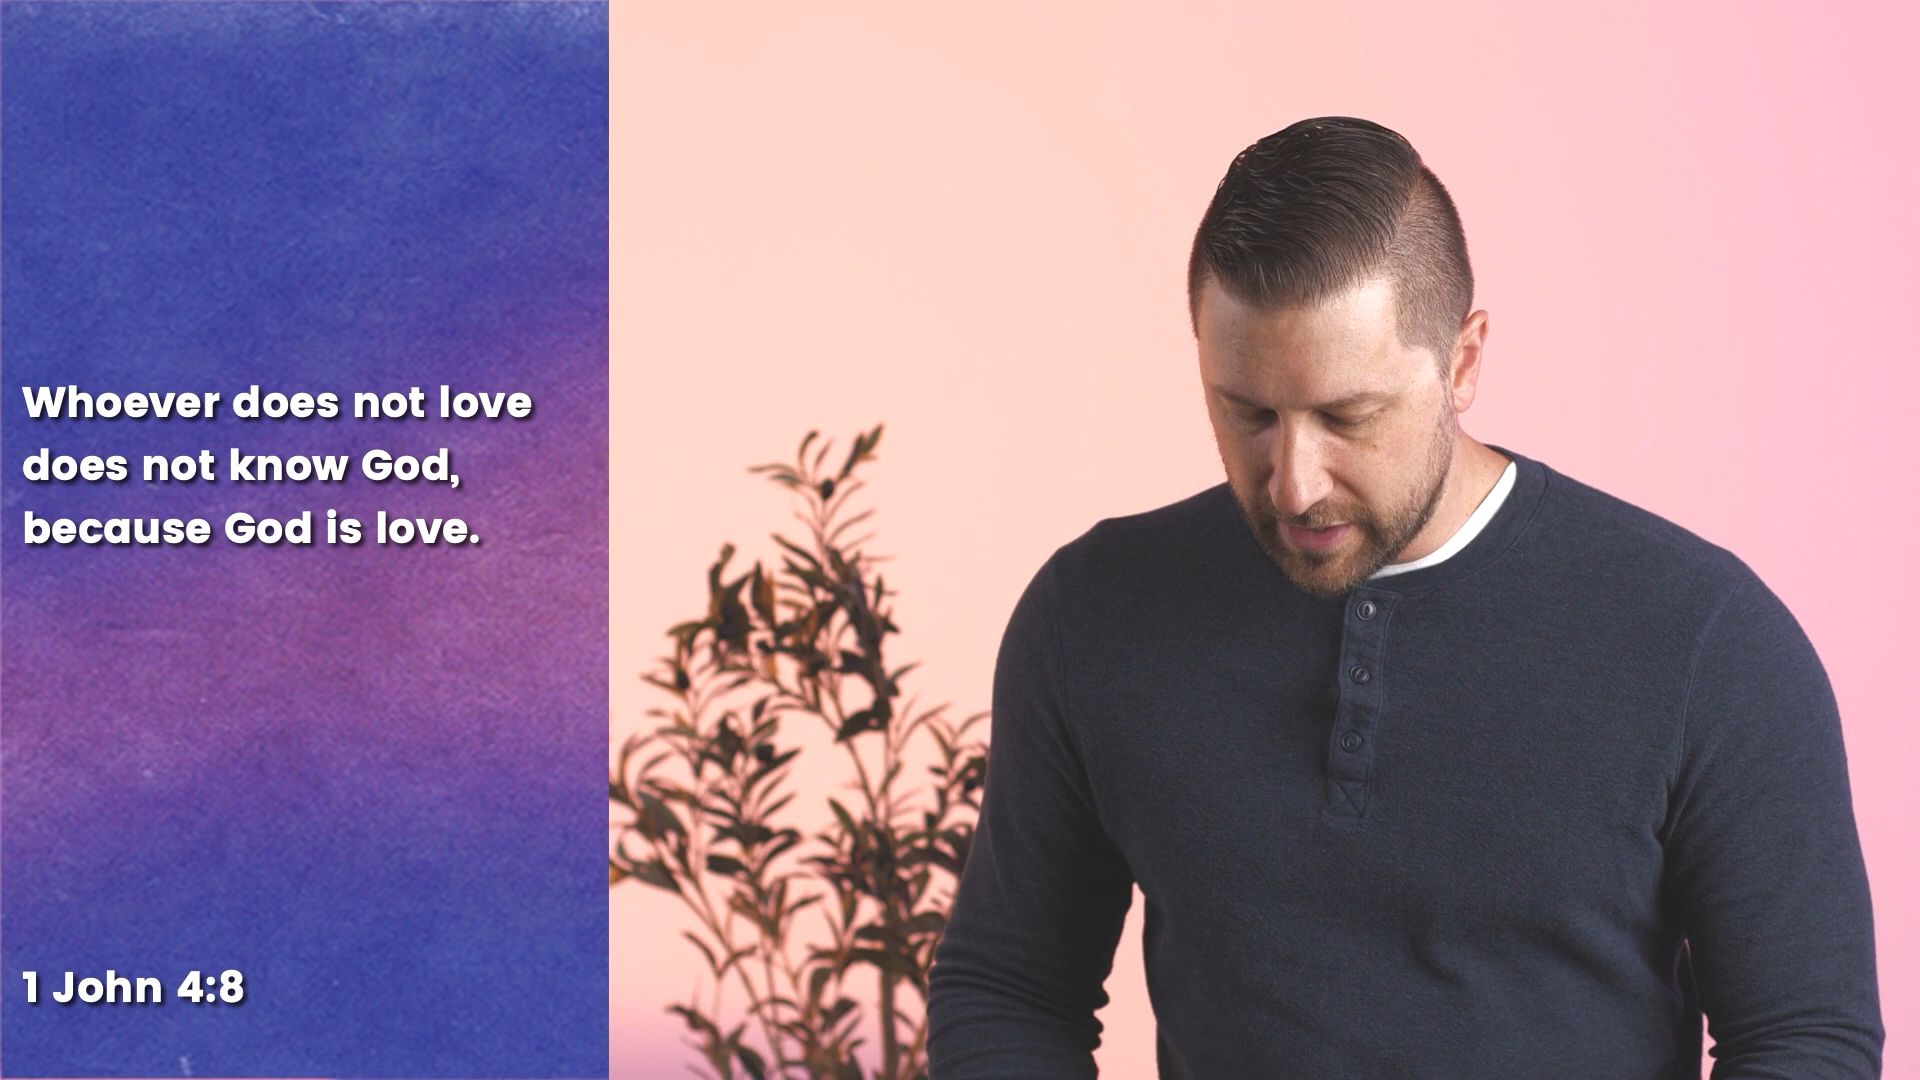 Whoever does not love
does not know God,
because God is love.
1 John 4:8